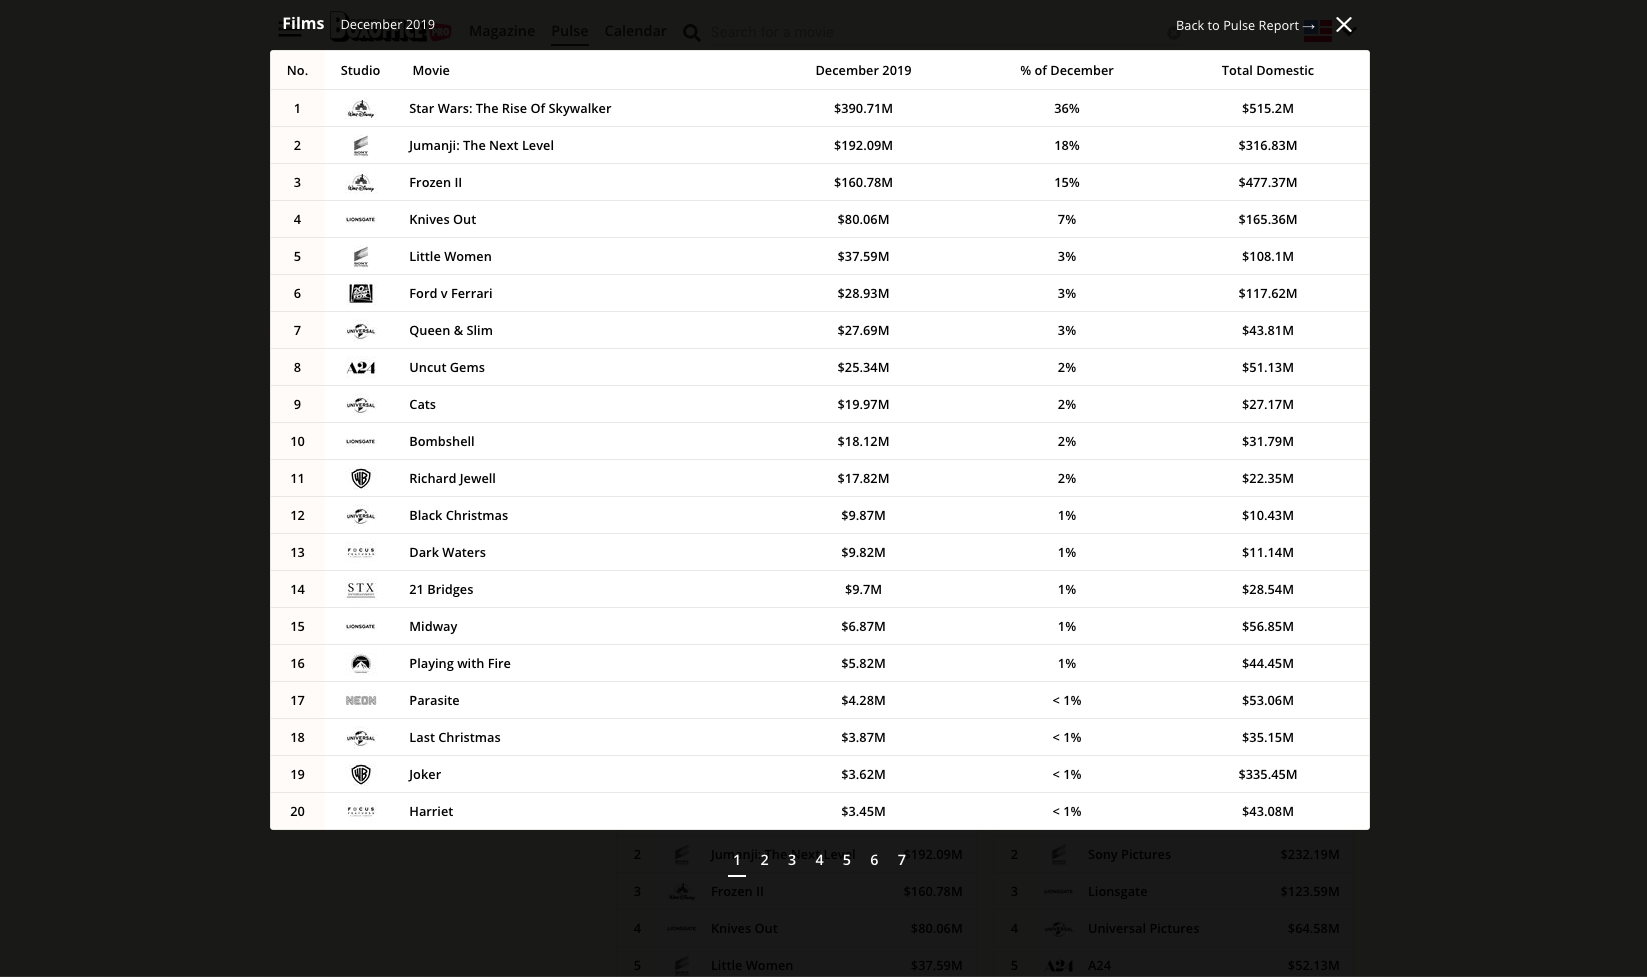 Films December 2019 Back to Pulse Report →
Magazine Pulse Calendar Search for a movie
No. Studio Movie December 2019 % of December Total Domestic
1 Walt Disney Star Wars: The Rise Of Skywalker $390.71M 36% $515.2M
2 SONY Jumanji: The Next Level $192.09M 18% $316.83M
3 Walt Disney Frozen II $160.78M 15% $477.37M
4 LIONSGATE Knives Out $80.06M 7% $165.36M
5 SONY Little Women $37.59M 3% $108.1M
6 Ford v Ferrari $28.93M 3% $117.62M
7 UNIVERSAL Queen & Slim $27.69M 3% $43.81M
8 A24 Uncut Gems $25.34M 2% $51.13M
9 UNIVERSAL Cats $19.97M 2% $27.17M
10 LIONSGATE Bombshell $18.12M 2% $31.79M
11 WB Richard Jewell $17.82M 2% $22.35M
12 UNIVERSAL Black Christmas $9.87M 1% $10.43M
13 FOCUS FEATURES Dark Waters $9.82M 1% $11.14M
14 STX 21 Bridges $9.7M 1% $28.54M
15 LIONSGATE Midway $6.87M 1% $56.85M
16 Playing with Fire $5.82M 1% $44.45M
17 NEON Parasite $4.28M < 1% $53.06M
18 UNIVERSAL Last Christmas $3.87M < 1% $35.15M
19 WB Joker $3.62M < 1% $335.45M
20 FOCUS FEATURES Harriet $3.45M < 1% $43.08M
1 2 3 4 5 6 7
2 Jumanji: The Next Level $192.09M 2 Sony Pictures $232.19M
3 Frozen II $160.78M 3 Lionsgate $123.59M
4 Knives Out $80.06M 4 Universal Pictures $64.58M
5 Little Women $37.59M 5 A24 A24 $52.13M